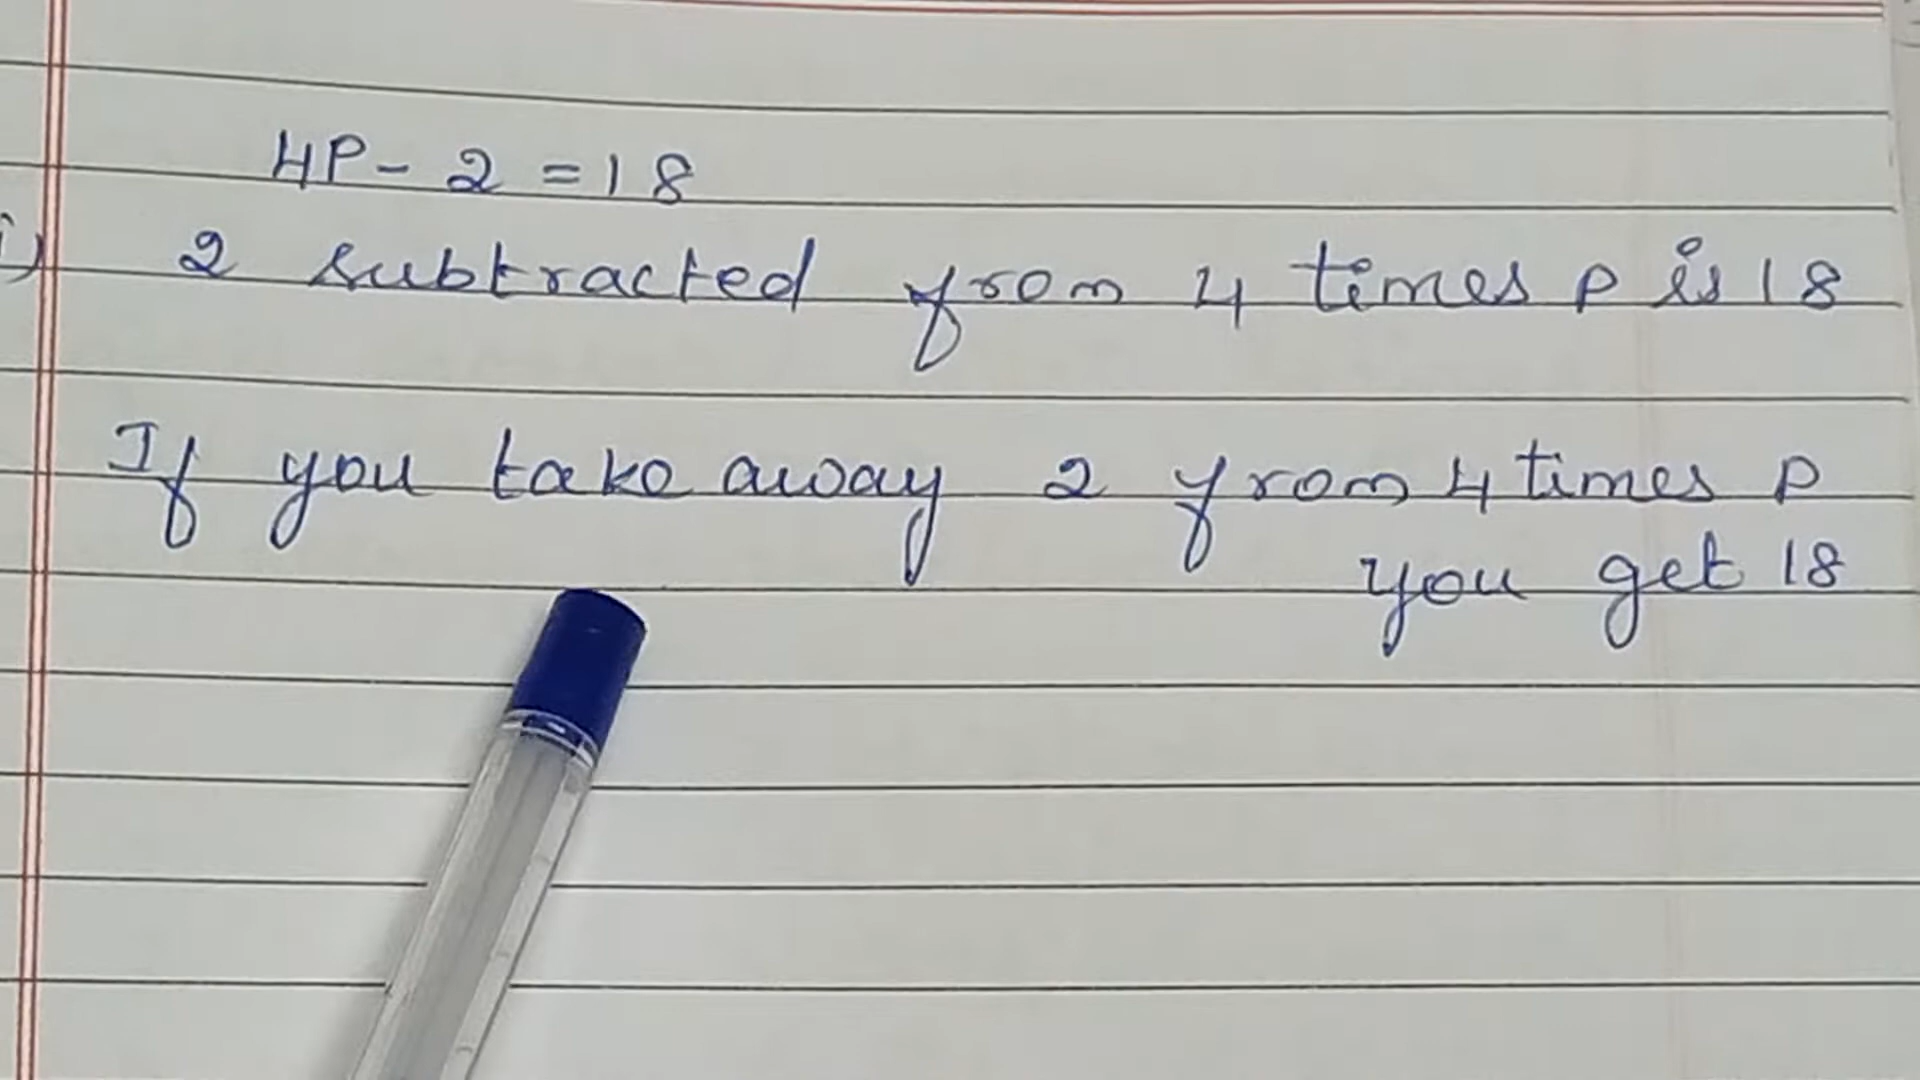 4P - 2 = 18
i) 2 subtracted from 4 times p is 18
If you take away 2 from 4 times p
you get 18